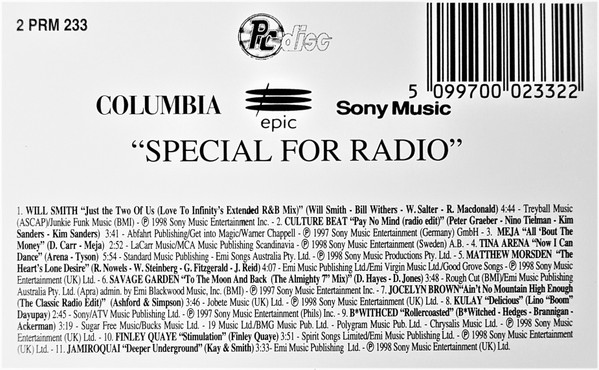 2 PRM 233
Pc disc
5 099700 023322
COLUMBIA
epic
Sony Music
“SPECIAL FOR RADIO”
1. WILL SMITH “Just the Two Of Us (Love To Infinity's Extended R&B Mix)” (Will Smith - Bill Withers - W. Salter - R. Macdonald) 4:44 - Treyball Music
(ASCAP)/Junkie Funk Music (BMI) - ℗ 1998 Sony Music Entertainment Inc. - 2. CULTURE BEAT “Pay No Mind (radio edit)” (Peter Graeber - Nino Tielman - Kim
Sanders - Kim Sanders) 3:41 - Abfahrt Publishing/Get into Magic/Warner Chappell - ℗ 1997 Sony Music Entertainment (Germany) GmbH - 3. MEJA “All ‘Bout The
Money” (D. Carr - Meja) 2:52 - LaCarr Music/MCA Music Publishing Scandinavia - ℗ 1998 Sony Music Entertainment (Sweden) A.B. - 4. TINA ARENA “Now I Can
Dance” (Arena - Tyson) 5:54 - Standard Music Publishing - Emi Songs Australia Pty. Ltd. - ℗ 1998 Sony Music Productions Pty. Ltd. - 5. MATTHEW MORSDEN “The
Heart's Lone Desire” (R. Nowels - W. Steinberg - G. Fitzgerald - J. Reid) 4:07 - Emi Music Publishing Ltd/Emi Virgin Music Ltd/Good Grove Songs - ℗ 1998 Sony
Music Entertainment (UK) Ltd. - 6. SAVAGE GARDEN “To The Moon And Back (The Almighty 7” Mix)” (D. Hayes - D. Jones) 3:48 - Rough Cut (BMI)/Emi Music Publishing
Australia Pty. Ltd. (Apra) admin. by Emi Blackwood Music Inc. (BMI) - ℗ 1997 Sony Music Entertainment Inc. - 7. JOCELYN BROWN “Ain't No Mountain High Enough
(The Classic Radio Edit)” (Ashford & Simpson) 3:46 - Jobete Music (UK) Ltd. - ℗ 1998 Sony Music Entertainment (UK) Ltd. - 8. KULAY “Delicious” (Lino “Boom”
Dayupay) 2:45 - Sony/ATV Music Publishing Ltd. - ℗ 1997 Sony Music Entertainment (Phils) Inc. - 9. B*WITHCED “Rollercoasted” (B*Witched - Hedges - Brannigan -
Ackerman) 3:19 - Sugar Free Music/Bucks Music Ltd. - 19 Music Ltd./BMG Music Pub. Ltd. - Polygram Music Pub. Ltd. - Chrysalis Music Ltd. - ℗ 1998 Sony Music
Entertainment (UK) Ltd. - 10. FINLEY QUAYE “Stimulation” (Finley Quaye) 3:51 - Spirit Songs Limited/Emi Music Publishing Ltd. - ℗ 1997 Sony Music Entertainment
(UK) Ltd. - 11. JAMIROQUAI “Deeper Underground” (Kay & Smith) 3:33- Emi Music Publishing Ltd/ - ℗ 1998 Sony Music Entertainment (UK) Ltd.